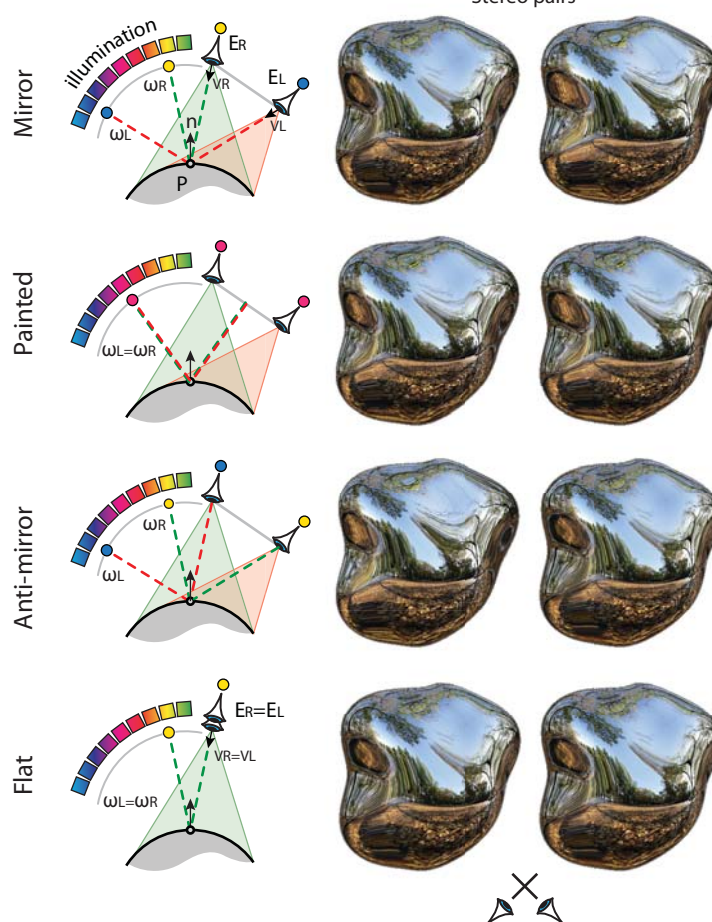 Stereo pairs
Mirror
illumination
ER
EL
ωR
VR
ωL
n
VL
P
Painted
ωL=ωR
Anti-mirror
ωR
ωL
Flat
ER=EL
VR=VL
ωL=ωR